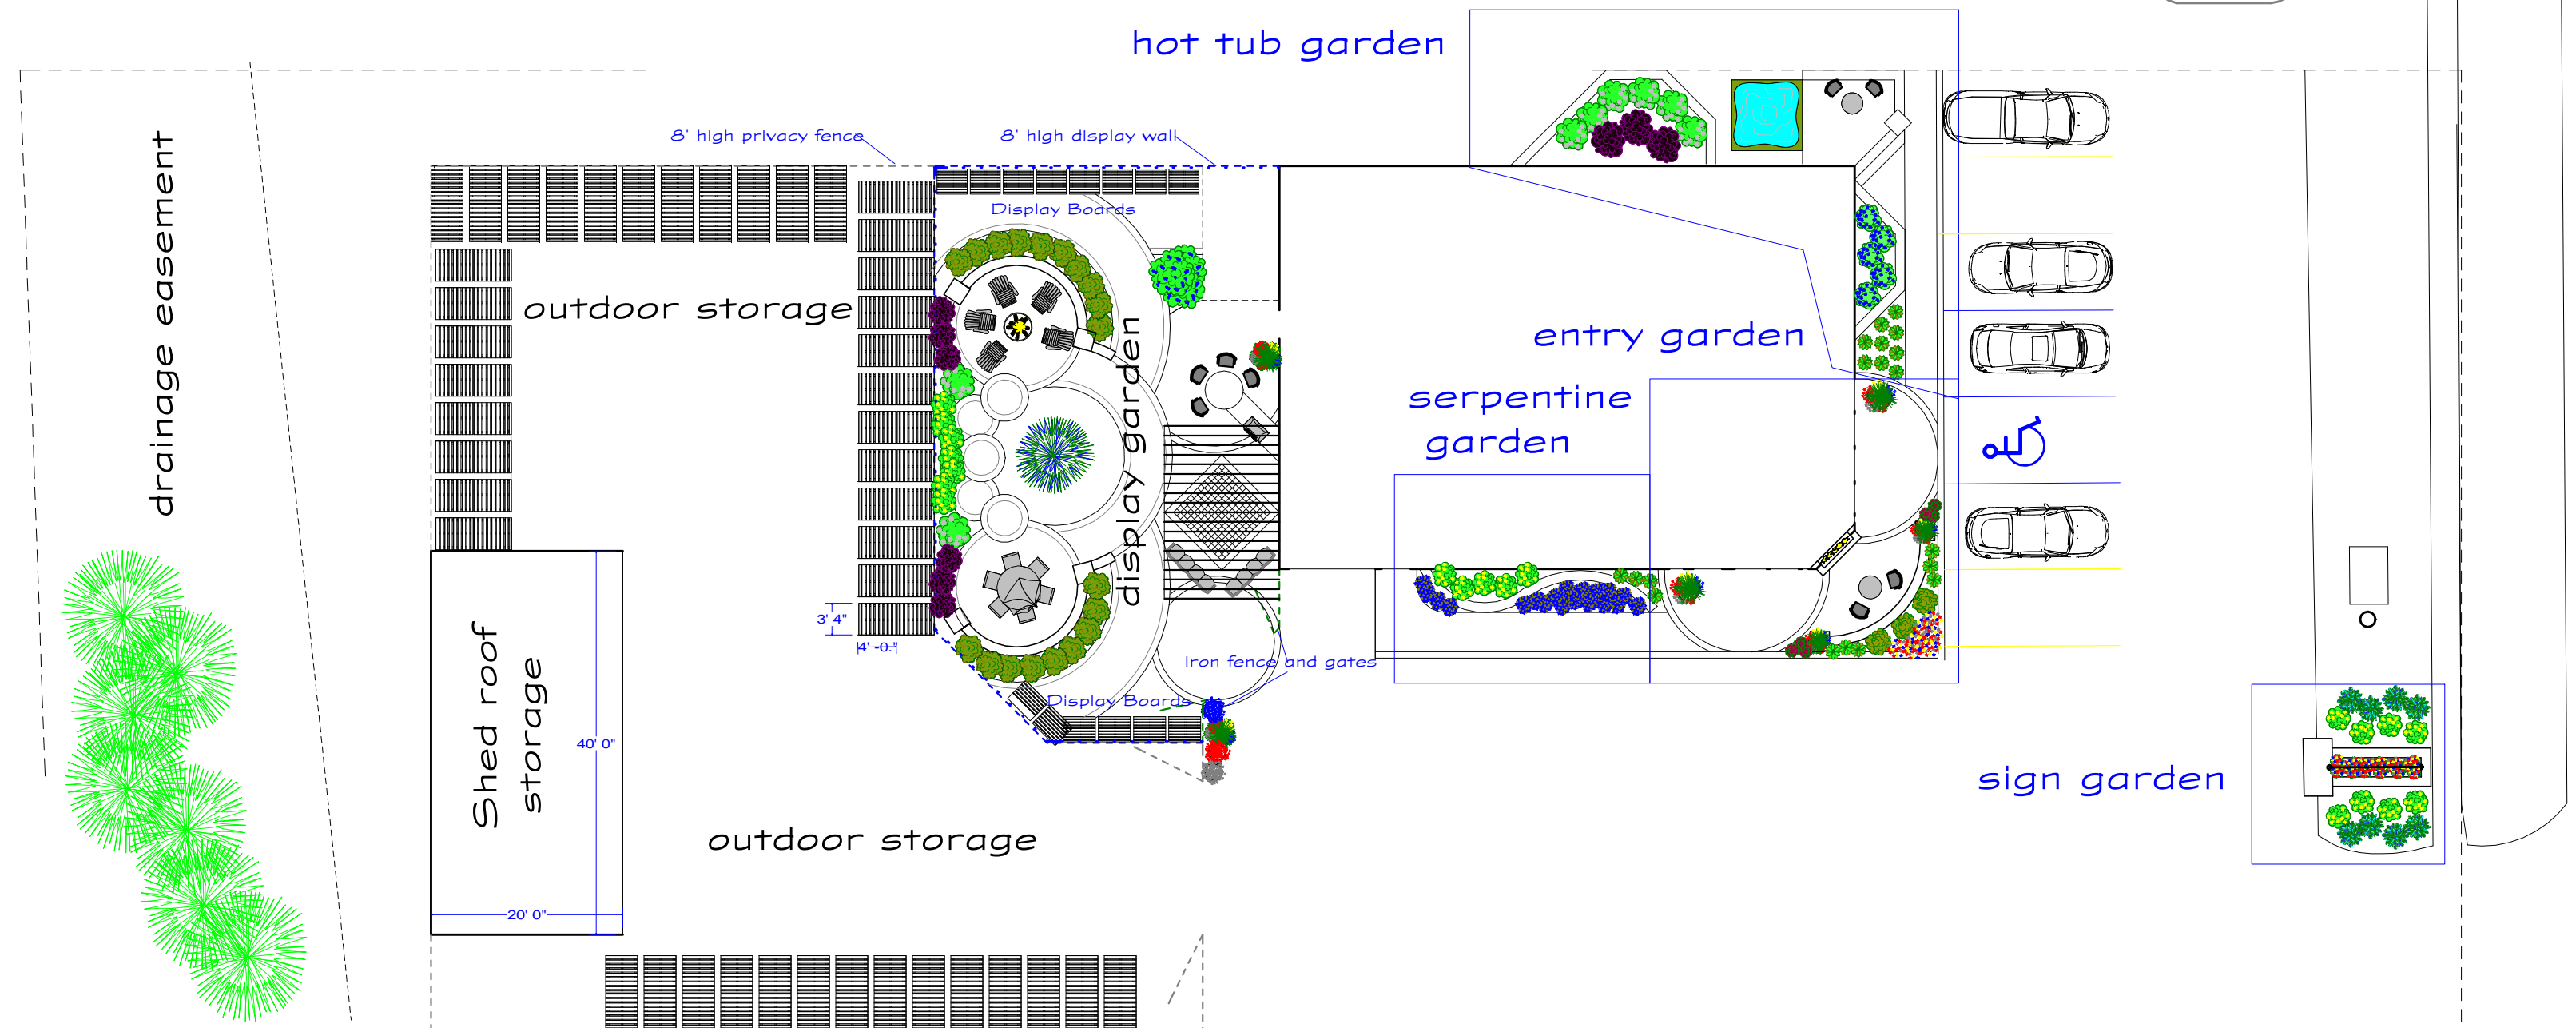 hot tub garden
8' high privacy fence
8' high display wall
drainage easement
Display Boards
outdoor storage
display garden
entry garden
serpentine
garden
3' 4"
4' -0."
iron fence and gates
Display Boards
Shed roof
storage
40' 0"
20' 0"
sign garden
outdoor storage